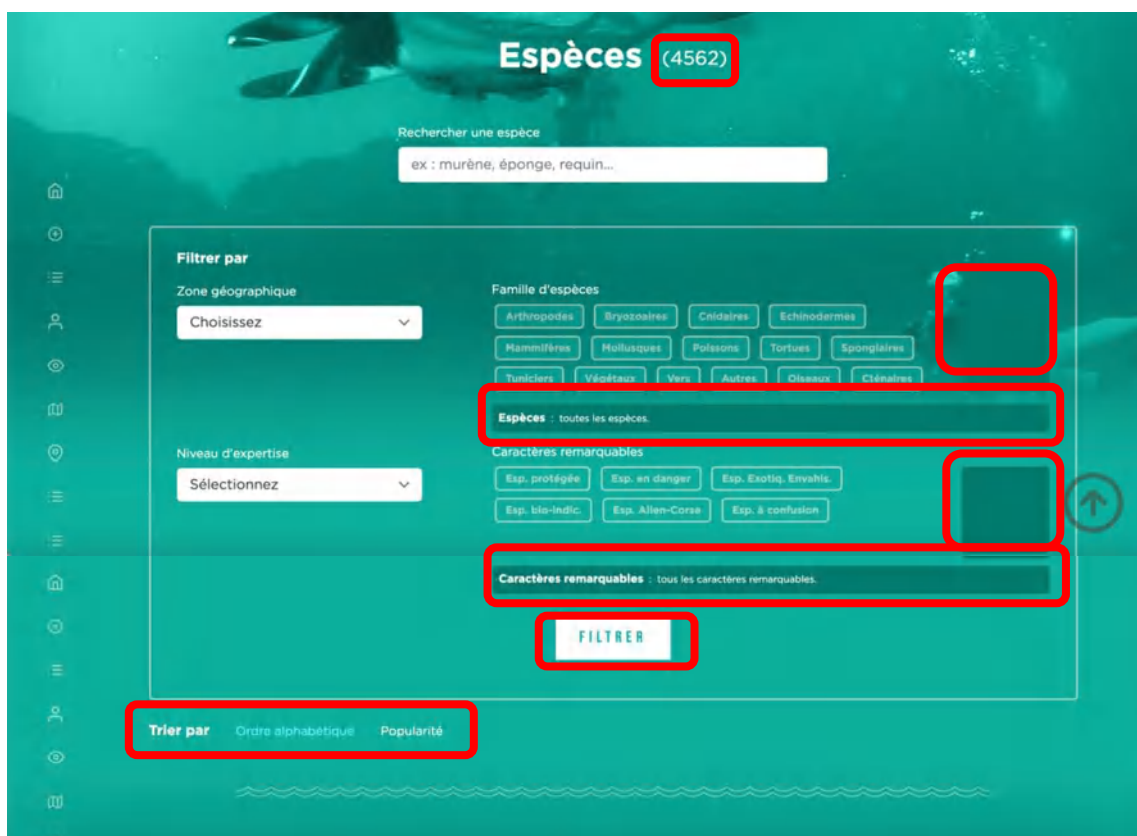 Espèces (4562)
Rechercher une espèce
ex : murène, éponge, requin...
Filtrer par
Zone géographique
Choisissez
Famille d'espèces
Arthropodes Bryozoaires Cnidaires Echinodermes
Mammifères Mollusques Poissons Tortues Spongiaires
Tuniciers Végétaux Vers Autres Oiseaux Cténaires
Espèces : toutes les espèces.
Niveau d'expertise
Sélectionnez
Caractères remarquables
Esp. protégée Esp. en danger Esp. Exotiq. Envahis.
Esp. bio-indic. Esp. Alien-Corse Esp. à confusion
Caractères remarquables : tous les caractères remarquables.
FILTRER
Trier par Ordre alphabétique Popularité